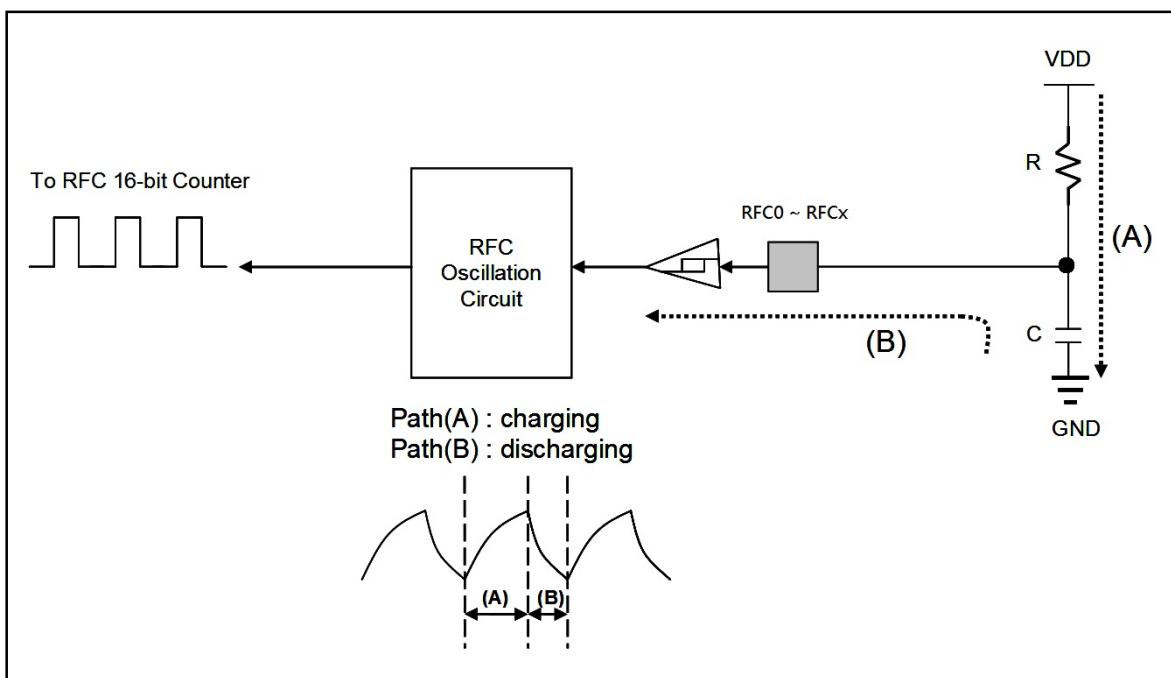 VDD
R
To RFC 16-bit Counter
RFC0 ~ RFCx
(A)
RFC
Oscillation
Circuit
(B)
C
GND
Path(A) : charging
Path(B) : discharging
(A)
(B)